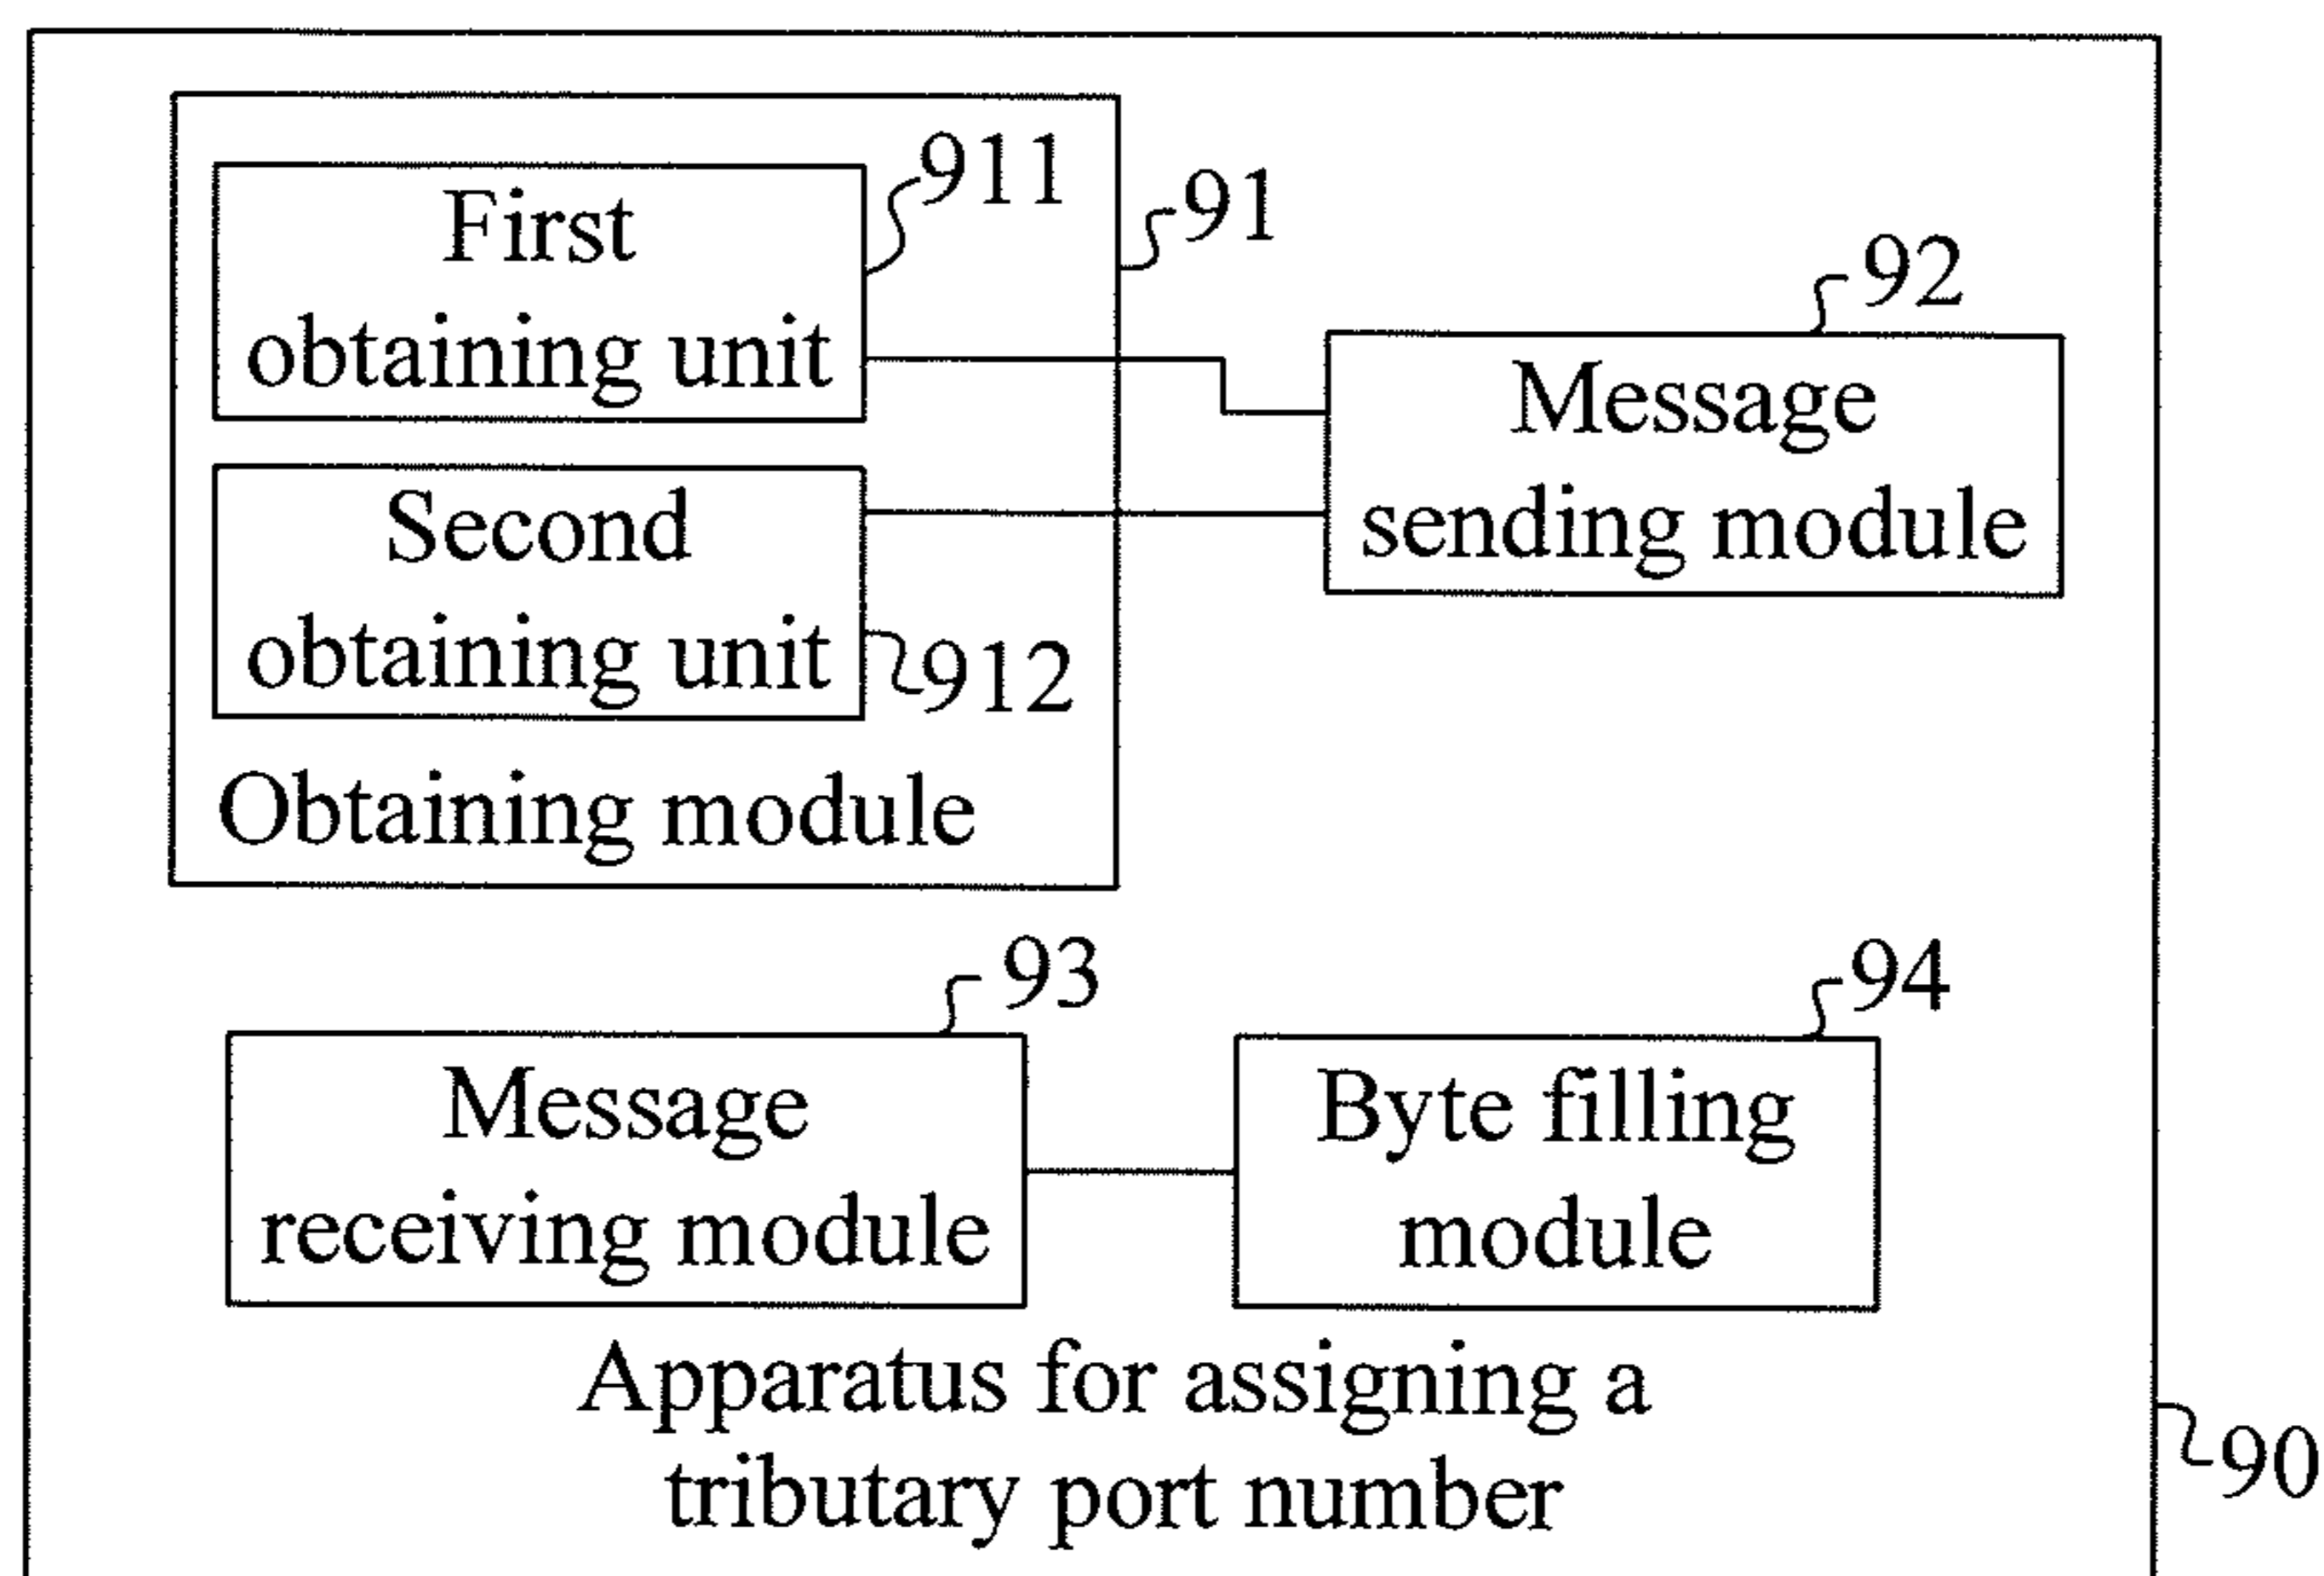 First
obtaining unit
911
91
Second
obtaining unit
912
Obtaining module
92
Message
sending module
93
Message
receiving module
94
Byte filling
module
Apparatus for assigning a
tributary port number
90